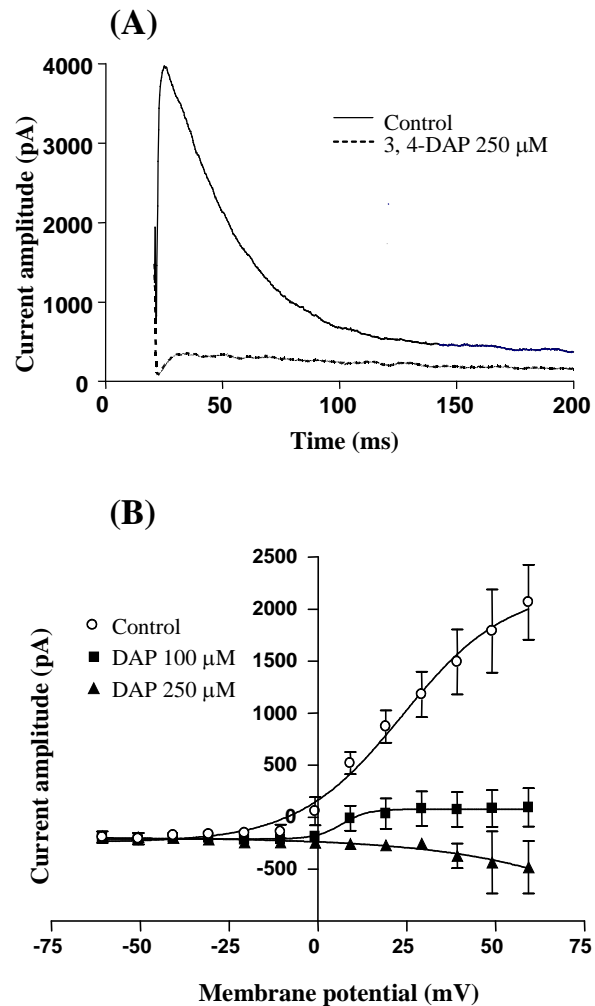 (A)
4000
3000
2000
1000
0
Current amplitude (pA)
Control
3, 4-DAP 250 μM
0 50 100 150 200
Time (ms)
(B)
2500
2000
1500
1000
500
0
-500
Current amplitude (pA)
Control
DAP 100 μM
DAP 250 μM
-75 -50 -25 0 25 50 75
Membrane potential (mV)